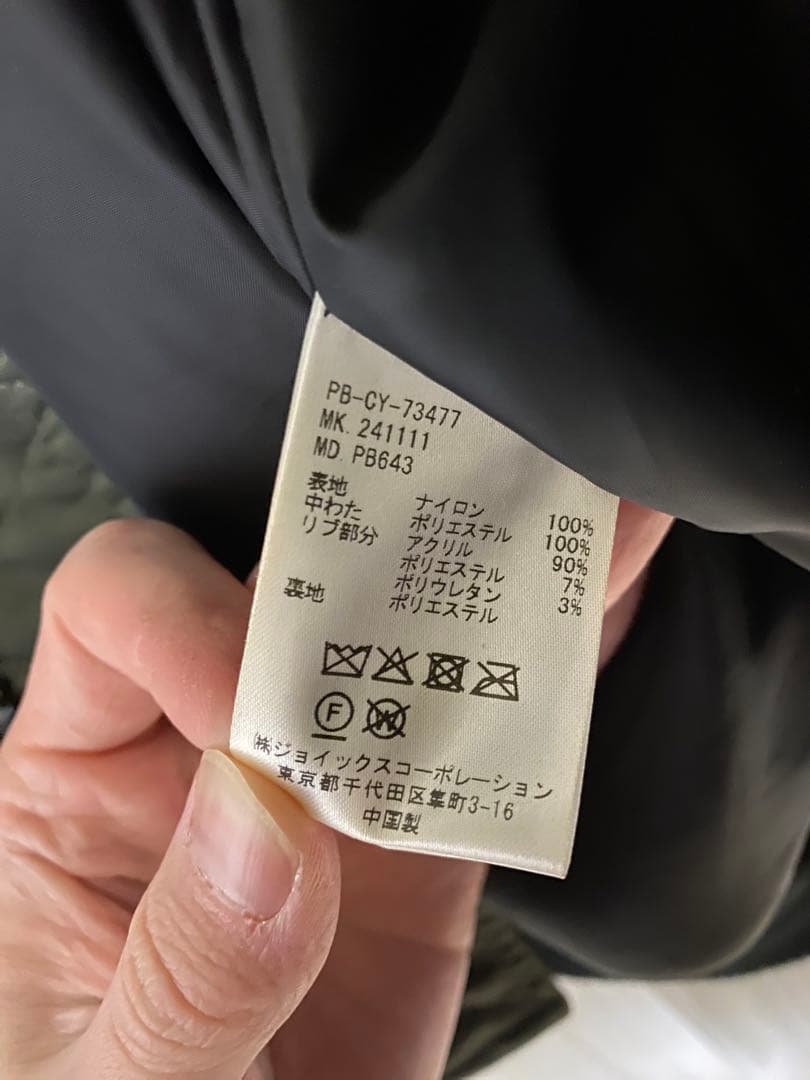 PB-CY-73477
MK. 241111
MD. PB643
表地 ナイロン 100%
中わた ポリエステル 100%
リブ部分 アクリル 90%
ポリエステル 7%
ポリウレタン 3%
裏地 ポリエステル
F
W
(株)ジョイックスコーポレーション
東京都千代田区隼町3-16
中国製